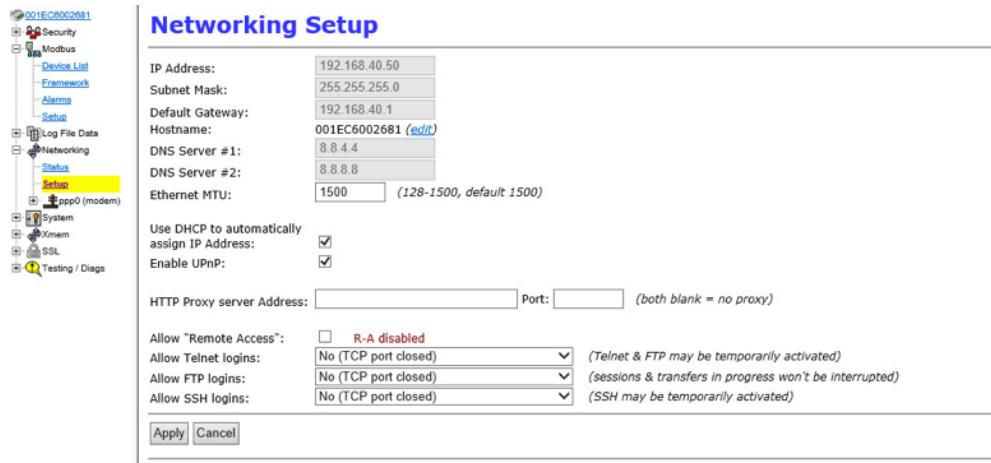 001EC6002681
Security
Modbus
Device List
Framework
Alarms
Setup
Log File Data
Networking
Status
Setup
ppp0 (modem)
System
Xmem
SSL
Testing / Diags
Networking Setup
IP Address: 192.168.40.50
Subnet Mask: 255.255.255.0
Default Gateway: 192.168.40.1
Hostname: 001EC6002681 (edit)
DNS Server #1: 8.8.4.4
DNS Server #2: 8.8.8.8
Ethernet MTU: 1500 (128-1500, default 1500)
Use DHCP to automatically
assign IP Address:
Enable UPnP:
HTTP Proxy server Address: Port: (both blank = no proxy)
Allow "Remote Access": R-A disabled
Allow Telnet logins: No (TCP port closed) (Telnet & FTP may be temporarily activated)
Allow FTP logins: No (TCP port closed) (sessions & transfers in progress won't be interrupted)
Allow SSH logins: No (TCP port closed) (SSH may be temporarily activated)
Apply Cancel